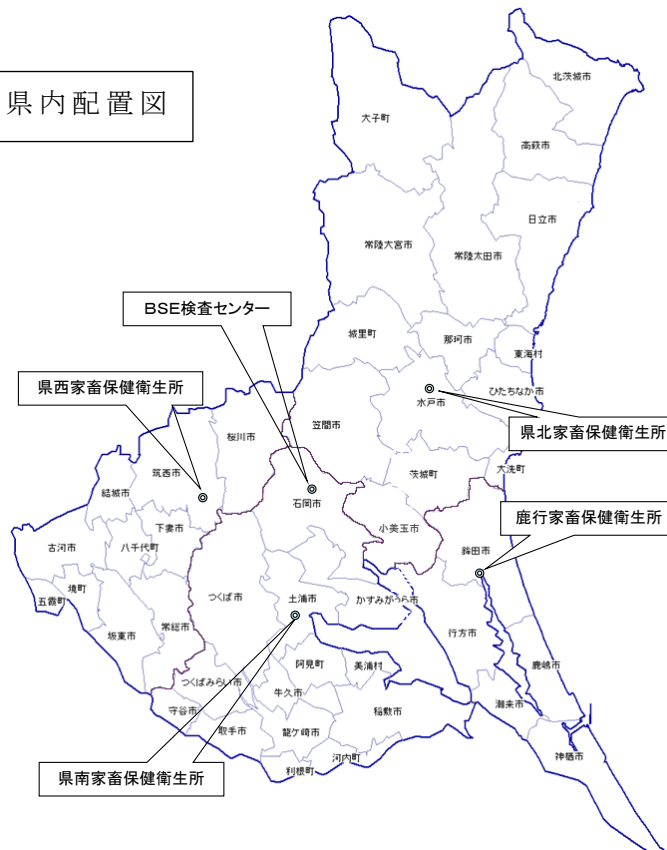 県内配置図
北茨城市
大子町
高萩市
日立市
常陸大宮市
常陸太田市
BSE検査センター
城里町
那珂市
東海村
県西家畜保健衛生所
ひたちなか市
水戸市
笠間市
桜川市
県北家畜保健衛生所
筑西市
茨城町
大洗町
結城市
石岡市
小美玉市
鹿行家畜保健衛生所
下妻市
古河市
八千代町
鉾田市
境町
五霞町
つくば市
土浦市
かすみがうら市
坂東市
常総市
行方市
阿見町
美浦村
鹿嶋市
つくばみらい市
牛久市
守谷市
稲敷市
潮来市
取手市
龍ケ崎市
河内町
神栖市
利根町
県南家畜保健衛生所